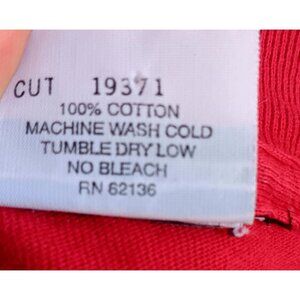 CUT 19371
100% COTTON
MACHINE WASH COLD
TUMBLE DRY LOW
NO BLEACH
RN 62136